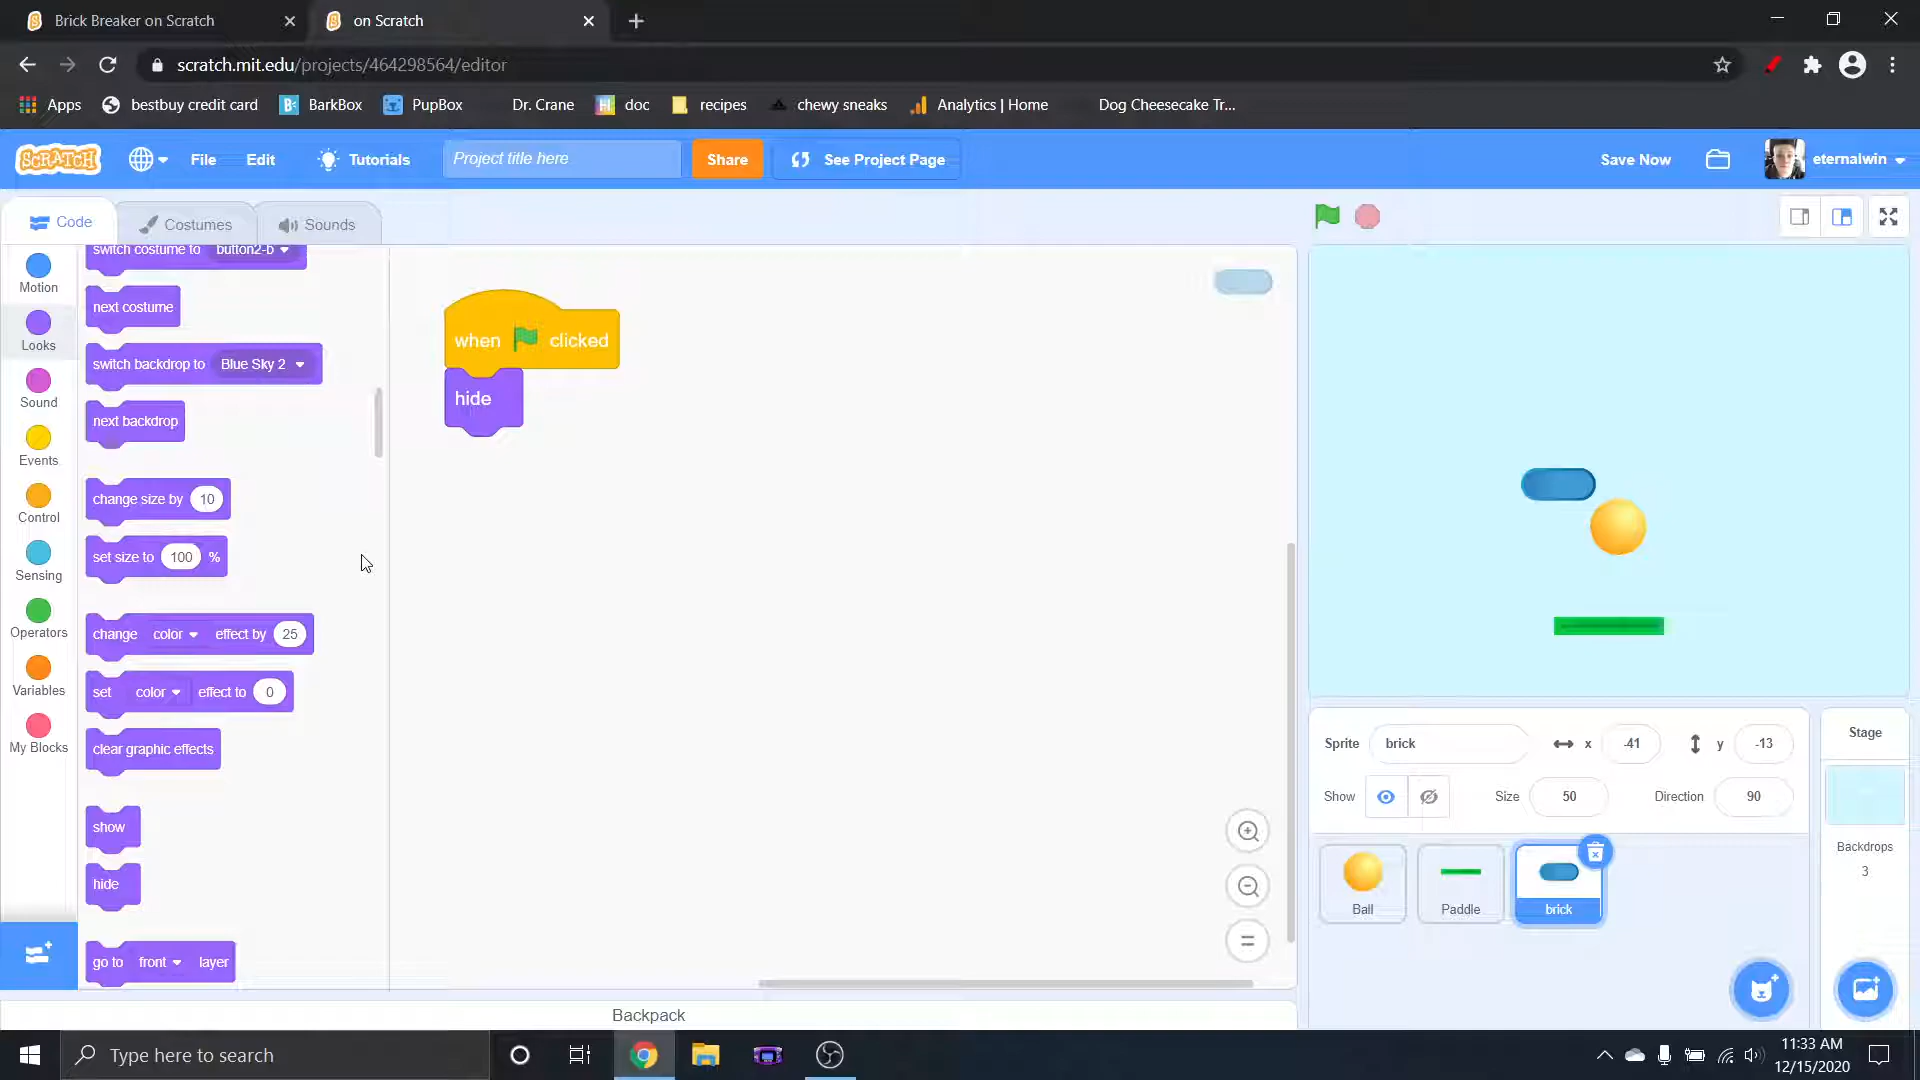 Brick Breaker on Scratch
on Scratch
scratch.mit.edu/projects/464298564/editor
Apps bestbuy credit card BarkBox PupBox Dr. Crane doc recipes chewy sneaks Analytics | Home Dog Cheesecake Tr...
SCRATCH File Edit Tutorials Project title here Share See Project Page Save Now eternalwin
Code Costumes Sounds
Motion
Looks
Sound
Events
Control
Sensing
Operators
Variables
My Blocks
switch costume to button2-b
next costume
switch backdrop to Blue Sky 2
next backdrop
change size by 10
set size to 100 %
change color effect by 25
set color effect to 0
clear graphic effects
show
hide
go to front layer
when clicked
hide
Backpack
Sprite brick x -41 y -13
Show Size 50 Direction 90
Ball
Paddle
brick
Stage
Backdrops
3
Type here to search
11:33 AM
12/15/2020